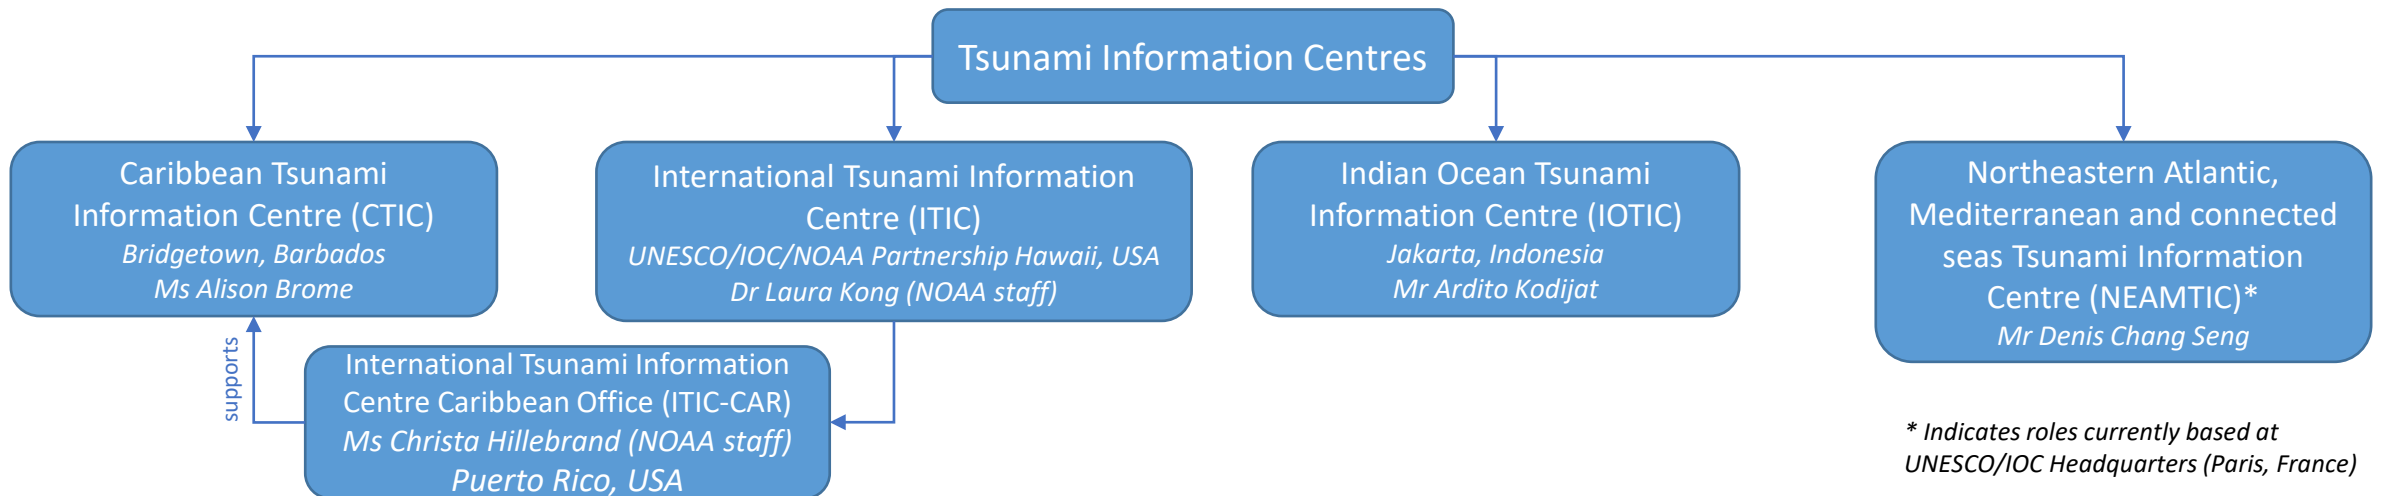 Tsunami Information Centres
Caribbean Tsunami
Information Centre (CTIC)
Bridgetown, Barbados
Ms Alison Brome
International Tsunami Information
Centre (ITIC)
UNESCO/IOC/NOAA Partnership Hawaii, USA
Dr Laura Kong (NOAA staff)
Indian Ocean Tsunami
Information Centre (IOTIC)
Jakarta, Indonesia
Mr Ardito Kodijat
Northeastern Atlantic,
Mediterranean and connected
seas Tsunami Information
Centre (NEAMTIC)*
Mr Denis Chang Seng
supports
International Tsunami Information
Centre Caribbean Office (ITIC-CAR)
Ms Christa Hillebrand (NOAA staff)
Puerto Rico, USA
* Indicates roles currently based at
UNESCO/IOC Headquarters (Paris, France)